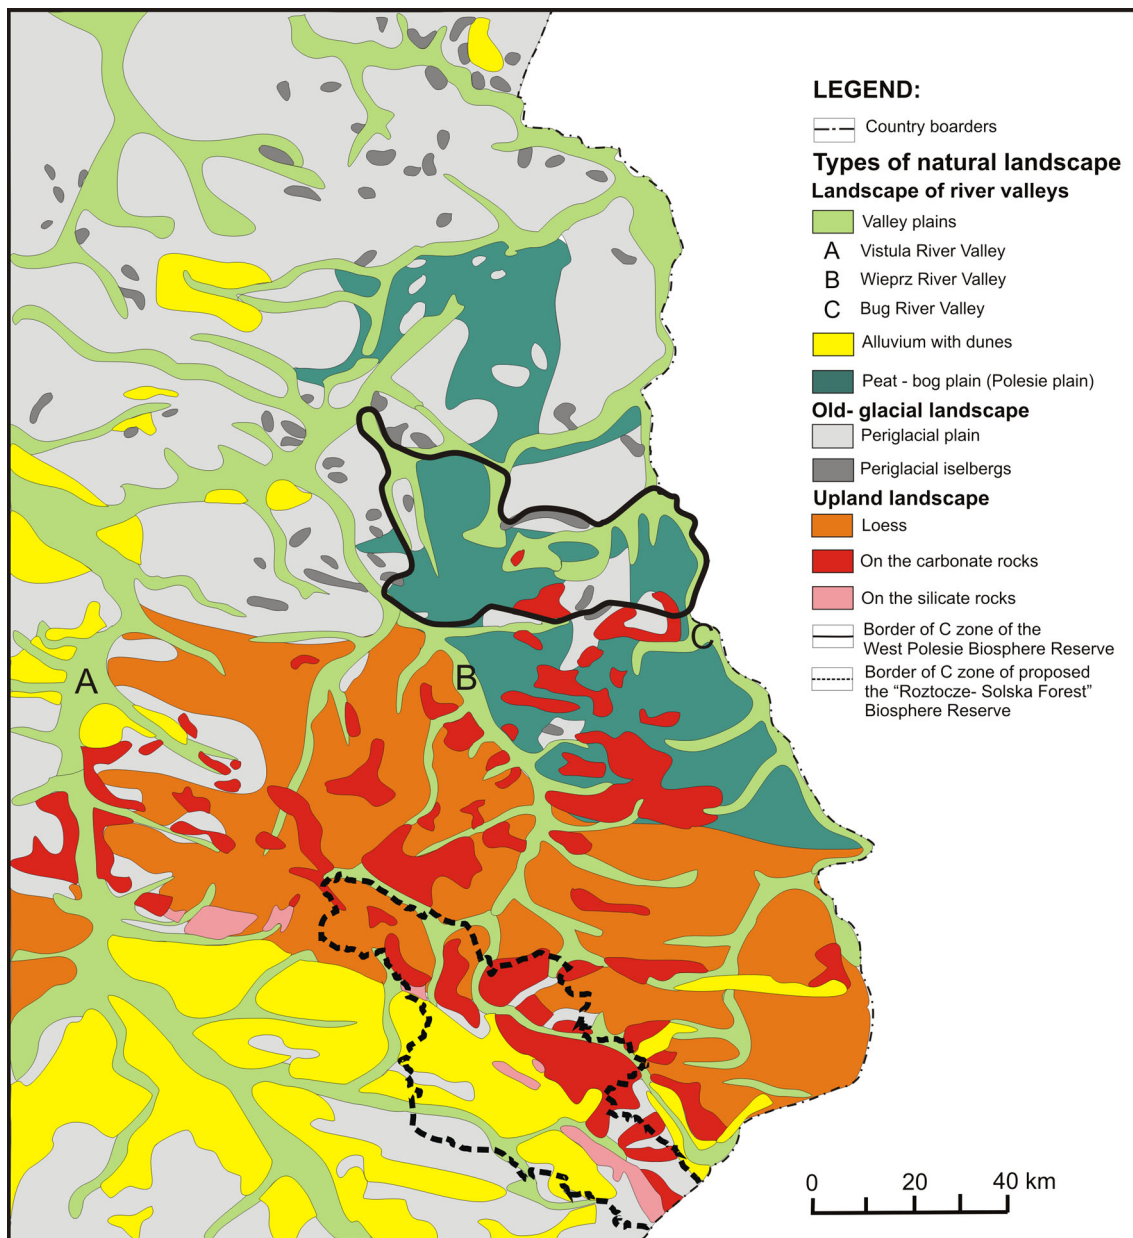 LEGEND:
Country boarders
Types of natural landscape
Landscape of river valleys
Valley plains
A Vistula River Valley
B Wieprz River Valley
C Bug River Valley
Alluvium with dunes
Peat - bog plain (Polesie plain)
Old- glacial landscape
Periglacial plain
Periglacial iselbergs
Upland landscape
Loess
On the carbonate rocks
On the silicate rocks
Border of C zone of the
West Polesie Biosphere Reserve
Border of C zone of proposed
the “Roztocze- Solska Forest”
Biosphere Reserve
A
B
C
0 20 40 km